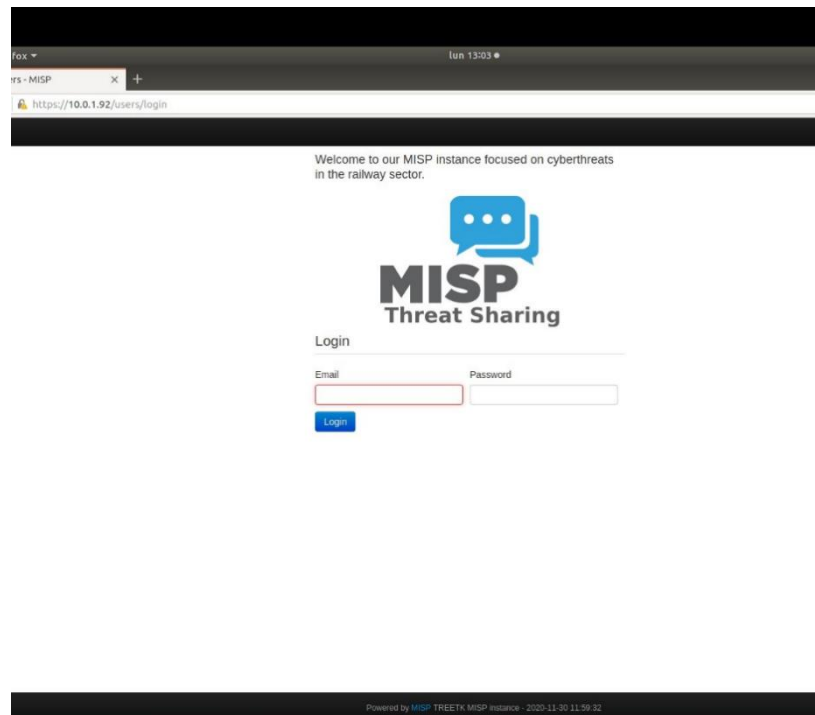 fox
lun 13:03
ers - MISP
https://10.0.1.92/users/login
Welcome to our MISP instance focused on cyberthreats
in the railway sector.
MISP
Threat Sharing
Login
Email Password
Login
Powered by MISP TREETK MISP instance - 2020-11-30 11:59:32